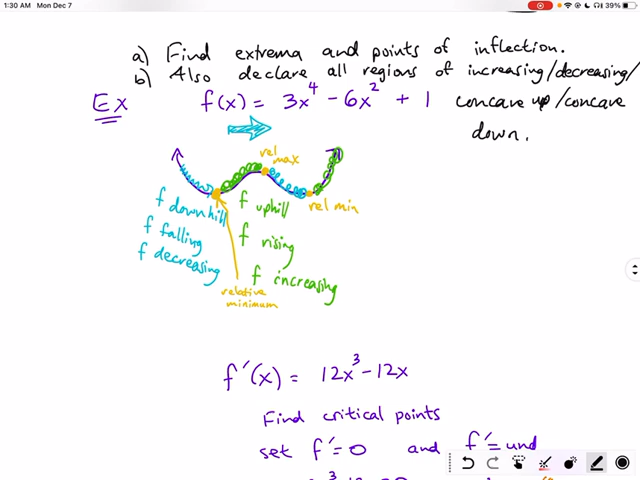 1:30 AM Mon Dec 7
39%
a) Find extrema and points of inflection.
b) Also declare all regions of increasing/decreasing/
Ex f(x) = 3x⁴ - 6x² + 1 concave up/concave
down.
rel
max
f downhill
f falling
f decreasing
f uphill
f rising
f increasing
rel min
relative
minimum
f'(x) = 12x³ - 12x
Find critical points
set f' = 0 and f' = und